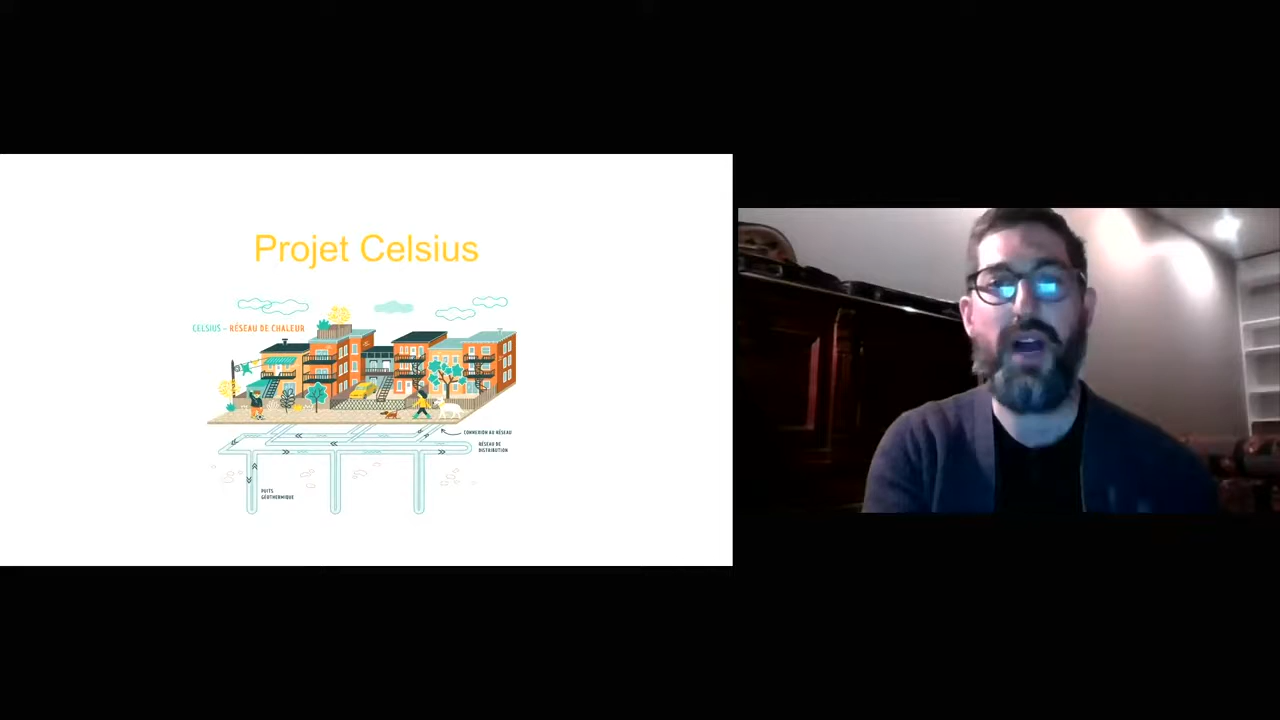 Projet Celsius
CELSIUS – RÉSEAU DE CHALEUR
CONNEXION AU RÉSEAU
RÉSEAU DE
DISTRIBUTION
PUITS
GÉOTHERMIQUE